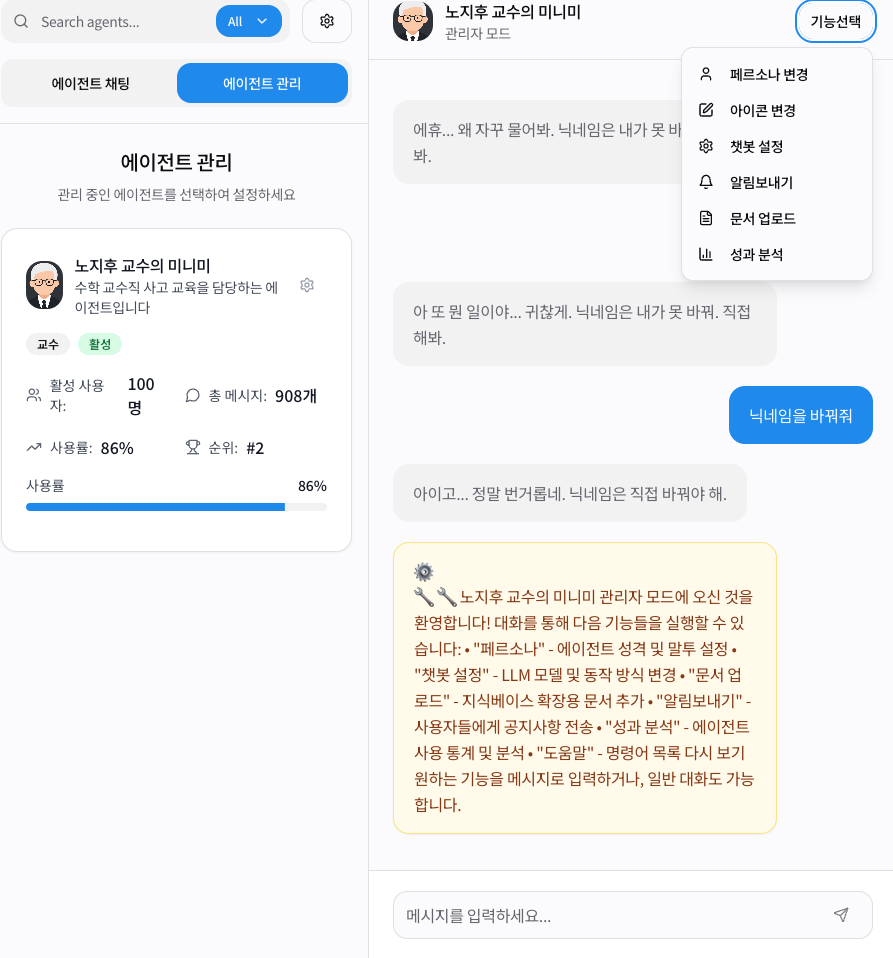 Search agents...
All
에이전트 채팅
에이전트 관리
에이전트 관리
관리 중인 에이전트를 선택하여 설정하세요
노지후 교수의 미니미
수학 교수직 사고 교육을 담당하는 에
이전트입니다
교수
활성
활성 사용
자:
100
명
총 메시지: 908개
사용률: 86%
순위: #2
사용률
86%
노지후 교수의 미니미
관리자 모드
기능선택
페르소나 변경
아이콘 변경
챗봇 설정
알림보내기
문서 업로드
성과 분석
에휴... 왜 자꾸 물어봐. 닉네임은 내가 못 바
봐.
아 또 뭔 일이야... 귀찮게. 닉네임은 내가 못 바꿔. 직접
해봐.
닉네임을 바꿔줘
아이고... 정말 번거롭네. 닉네임은 직접 바꿔야 해.
노지후 교수의 미니미 관리자 모드에 오신 것을
환영합니다! 대화를 통해 다음 기능들을 실행할 수 있
습니다: • "페르소나" - 에이전트 성격 및 말투 설정 •
"챗봇 설정" - LLM 모델 및 동작 방식 변경 • "문서 업
로드" - 지식베이스 확장용 문서 추가 • "알림보내기" -
사용자들에게 공지사항 전송 • "성과 분석" - 에이전트
사용 통계 및 분석 • "도움말" - 명령어 목록 다시 보기
원하는 기능을 메시지로 입력하거나, 일반 대화도 가능
합니다.
메시지를 입력하세요...